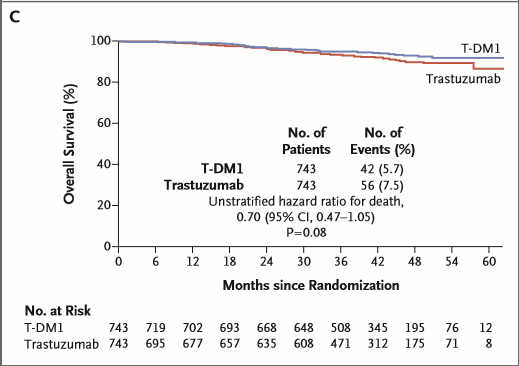 C
100
80
60
40
20
0
Overall Survival (%)
T-DM1
Trastuzumab
No. of Patients No. of Events (%)
T-DM1 743 42 (5.7)
Trastuzumab 743 56 (7.5)
Unstratified hazard ratio for death,
0.70 (95% CI, 0.47–1.05)
P=0.08
0 6 12 18 24 30 36 42 48 54 60
Months since Randomization
No. at Risk
T-DM1 743 719 702 693 668 648 508 345 195 76 12
Trastuzumab 743 695 677 657 635 608 471 312 175 71 8